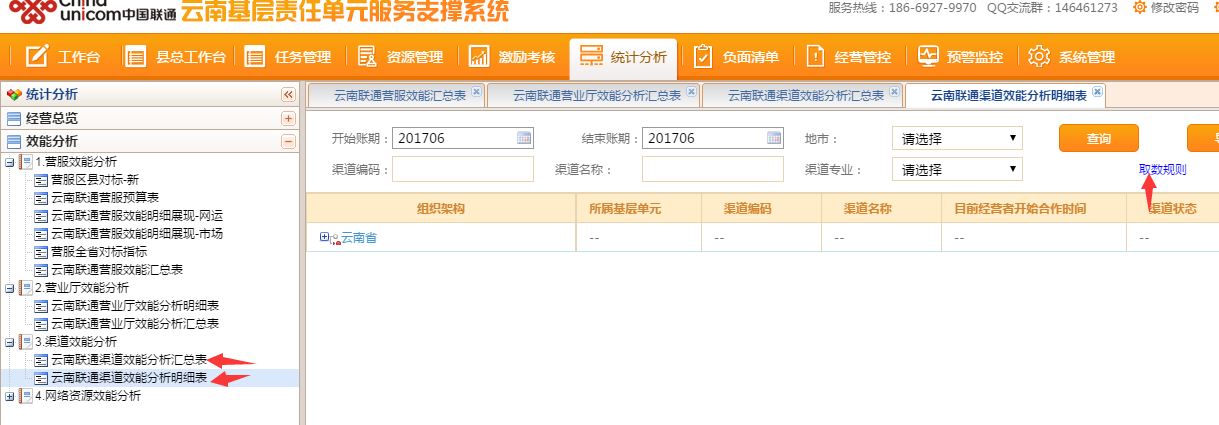 china
unicom中国联通 云南基层责任单元服务支撑系统
服务热线：186-6927-9970 QQ交流群：146461273 修改密码
工作台 县总工作台 任务管理 资源管理 激励考核 统计分析 负面清单 经营管控 预警监控 系统管理
统计分析
经营总览
效能分析
1.营服效能分析
营服区县对标-新
云南联通营服预算表
云南联通营服效能明细展现-网运
云南联通营服效能明细展现-市场
营服全省对标指标
云南联通营服效能汇总表
2.营业厅效能分析
云南联通营业厅效能分析明细表
云南联通营业厅效能分析汇总表
3.渠道效能分析
云南联通渠道效能分析汇总表
云南联通渠道效能分析明细表
4.网络资源效能分析
云南联通营服效能汇总表 云南联通营业厅效能分析汇总表 云南联通渠道效能分析汇总表 云南联通渠道效能分析明细表
开始账期： 201706 结束账期： 201706 地市： 请选择 查询
渠道编码： 渠道名称： 渠道专业： 请选择 取数规则
组织架构 所属基层单元 渠道编码 渠道名称 目前经营者开始合作时间 渠道状态
云南省 -- -- -- -- --